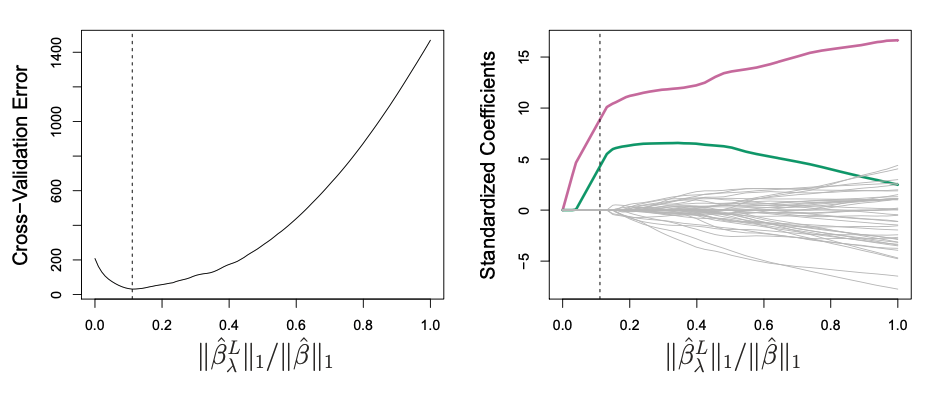 Cross−Validation Error
0 200 600 1000 1400
0.0 0.2 0.4 0.6 0.8 1.0
‖β̂^L_λ‖₁/‖β̂‖₁
Standardized Coefficients
−5 0 5 10 15
0.0 0.2 0.4 0.6 0.8 1.0
‖β̂^L_λ‖₁/‖β̂‖₁